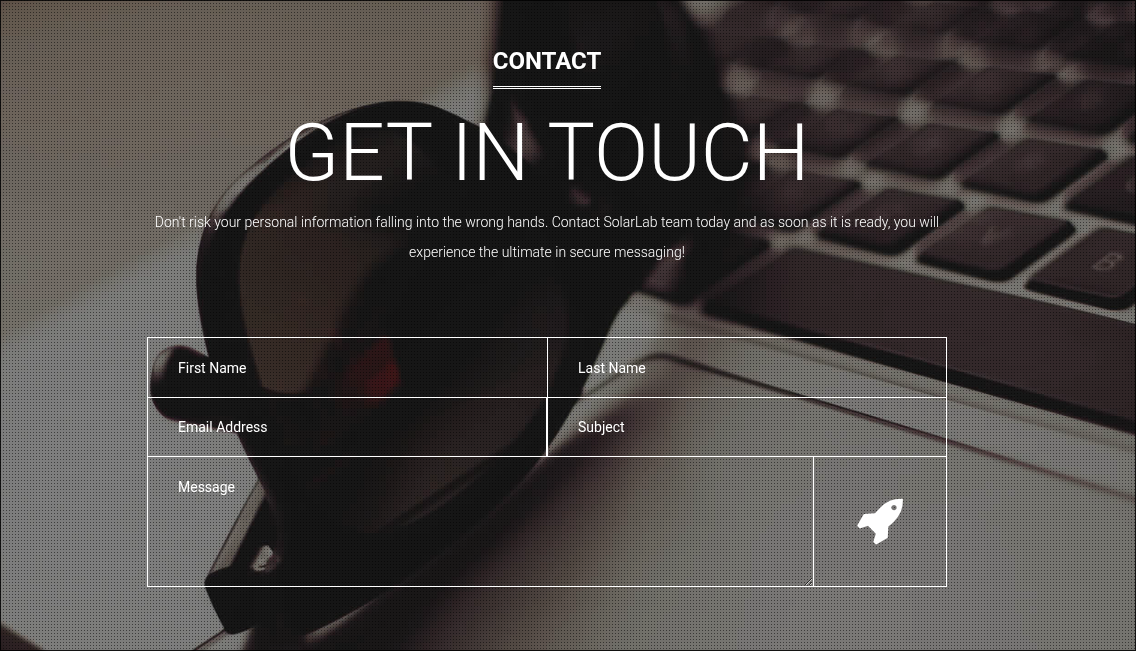 CONTACT
GET IN TOUCH
Don't risk your personal information falling into the wrong hands. Contact SolarLab team today and as soon as it is ready, you will
experience the ultimate in secure messaging!
First Name
Last Name
Email Address
Subject
Message
B